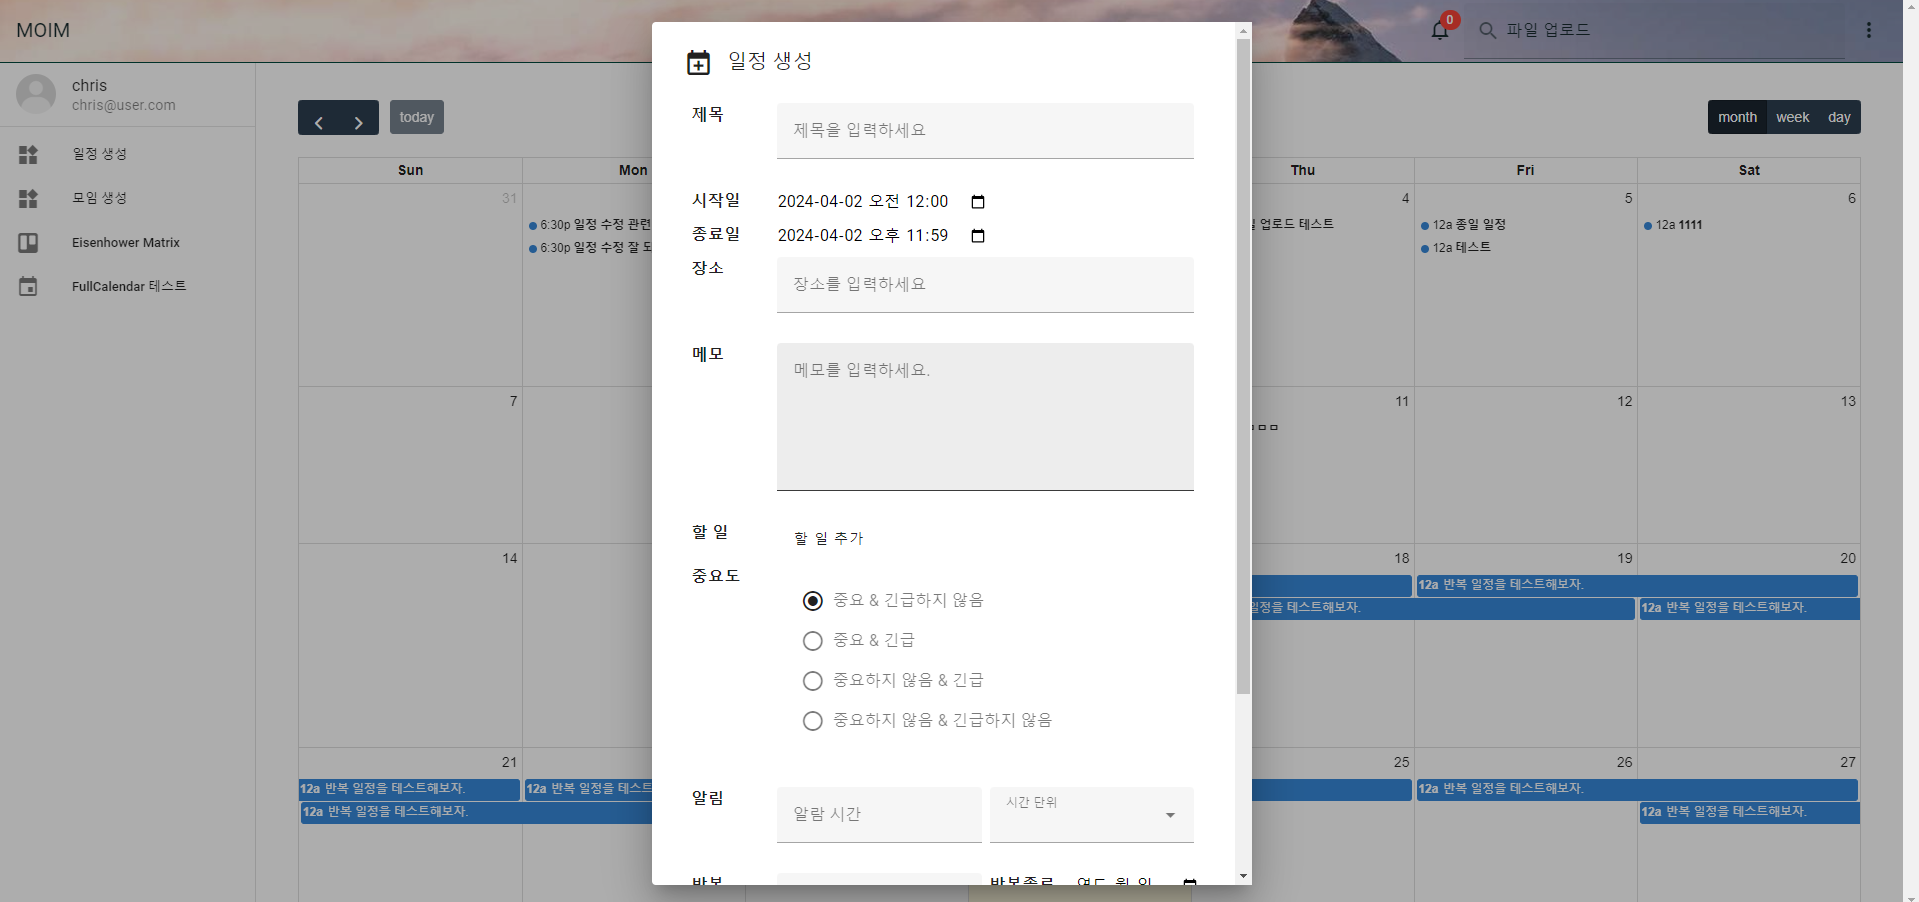 MOIM
0
파일 업로드
chris
chris@user.com
일정 생성
모임 생성
Eisenhower Matrix
FullCalendar 테스트
today
month
week
day
Sun
Mon
Thu
Fri
Sat
31
6:30p 일정 수정 관련
6:30p 일정 수정 잘 되
4
업로드 테스트
5
12a 종일 일정
12a 테스트
6
12a 1111
7
11
ㅁㅁ
12
13
14
18
19
20
12a 반복 일정을 테스트해보자.
일정을 테스트해보자.
12a 반복 일정을 테스트해보자.
21
25
26
27
12a 반복 일정을 테스트해보자.
12a 반복 일정을 테스트
12a 반복 일정을 테스트해보자.
12a 반복 일정을 테스트해보자.
12a 반복 일정을 테스트해보자.
일정 생성
제목
제목을 입력하세요
시작일
2024-04-02 오전 12:00
종료일
2024-04-02 오후 11:59
장소
장소를 입력하세요
메모
메모를 입력하세요.
할 일
할 일 추가
중요도
중요 & 긴급하지 않음
중요 & 긴급
중요하지 않음 & 긴급
중요하지 않음 & 긴급하지 않음
알림
알람 시간
시간 단위
반복
반복종료
연도. 월. 일.